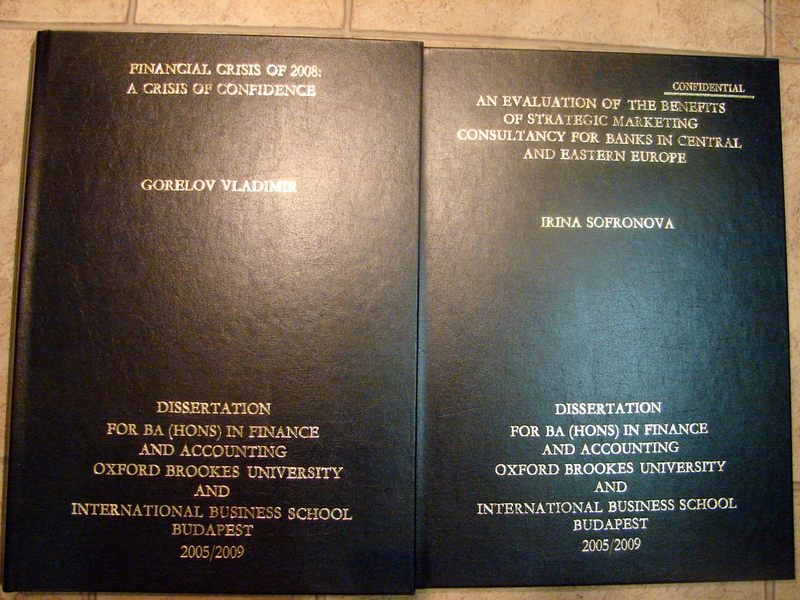 FINANCIAL CRISIS OF 2008:
A CRISIS OF CONFIDENCE
GORELOV VLADIMIR
DISSERTATION
FOR BA (HONS) IN FINANCE
AND ACCOUNTING
OXFORD BROOKES UNIVERSITY
AND
INTERNATIONAL BUSINESS SCHOOL
BUDAPEST
2005/2009
CONFIDENTIAL
AN EVALUATION OF THE BENEFITS
OF STRATEGIC MARKETING
CONSULTANCY FOR BANKS IN CENTRAL
AND EASTERN EUROPE
IRINA SOFRONOVA
DISSERTATION
FOR BA (HONS) IN FINANCE
AND ACCOUNTING
OXFORD BROOKES UNIVERSITY
AND
INTERNATIONAL BUSINESS SCHOOL
BUDAPEST
2005/2009